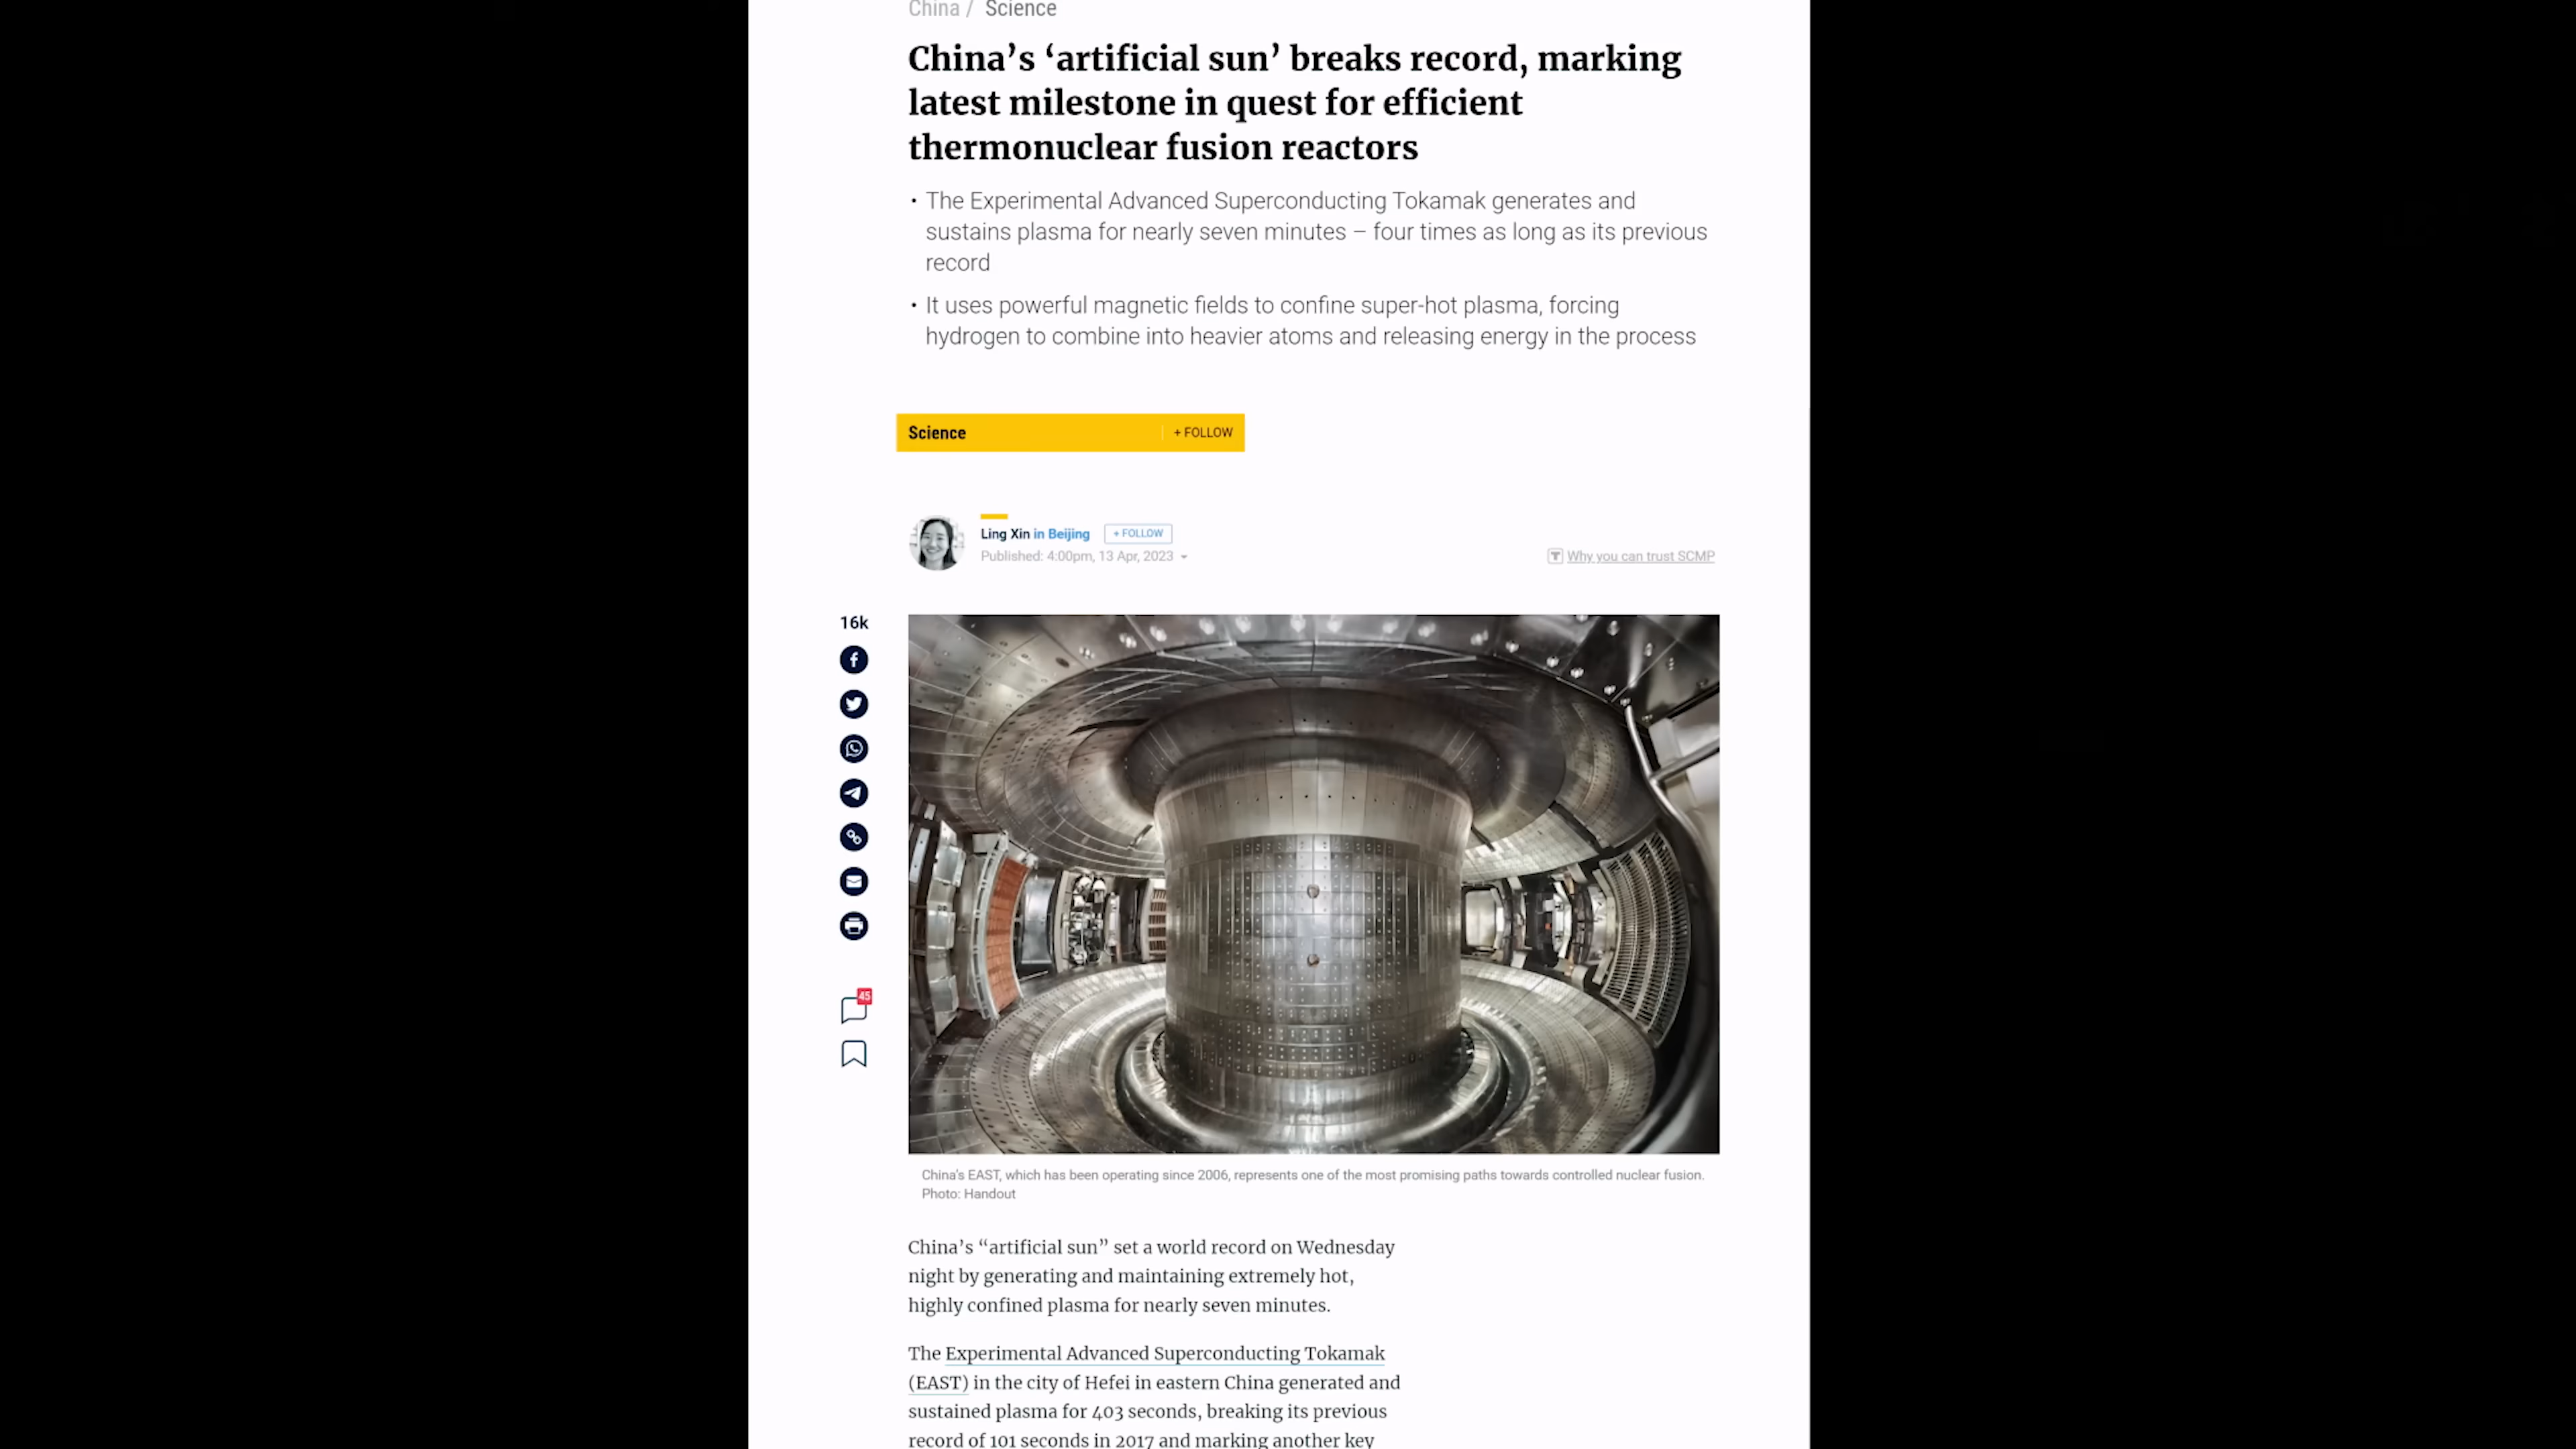 China / Science
China’s ‘artificial sun’ breaks record, marking
latest milestone in quest for efficient
thermonuclear fusion reactors
• The Experimental Advanced Superconducting Tokamak generates and
sustains plasma for nearly seven minutes – four times as long as its previous
record
• It uses powerful magnetic fields to confine super-hot plasma, forcing
hydrogen to combine into heavier atoms and releasing energy in the process
Science + FOLLOW
Ling Xin in Beijing + FOLLOW
Published: 4:00pm, 13 Apr, 2023
Why you can trust SCMP
16k
45
China’s EAST, which has been operating since 2006, represents one of the most promising paths towards controlled nuclear fusion.
Photo: Handout
China’s “artificial sun” set a world record on Wednesday
night by generating and maintaining extremely hot,
highly confined plasma for nearly seven minutes.
The Experimental Advanced Superconducting Tokamak
(EAST) in the city of Hefei in eastern China generated and
sustained plasma for 403 seconds, breaking its previous
record of 101 seconds in 2017 and marking another key